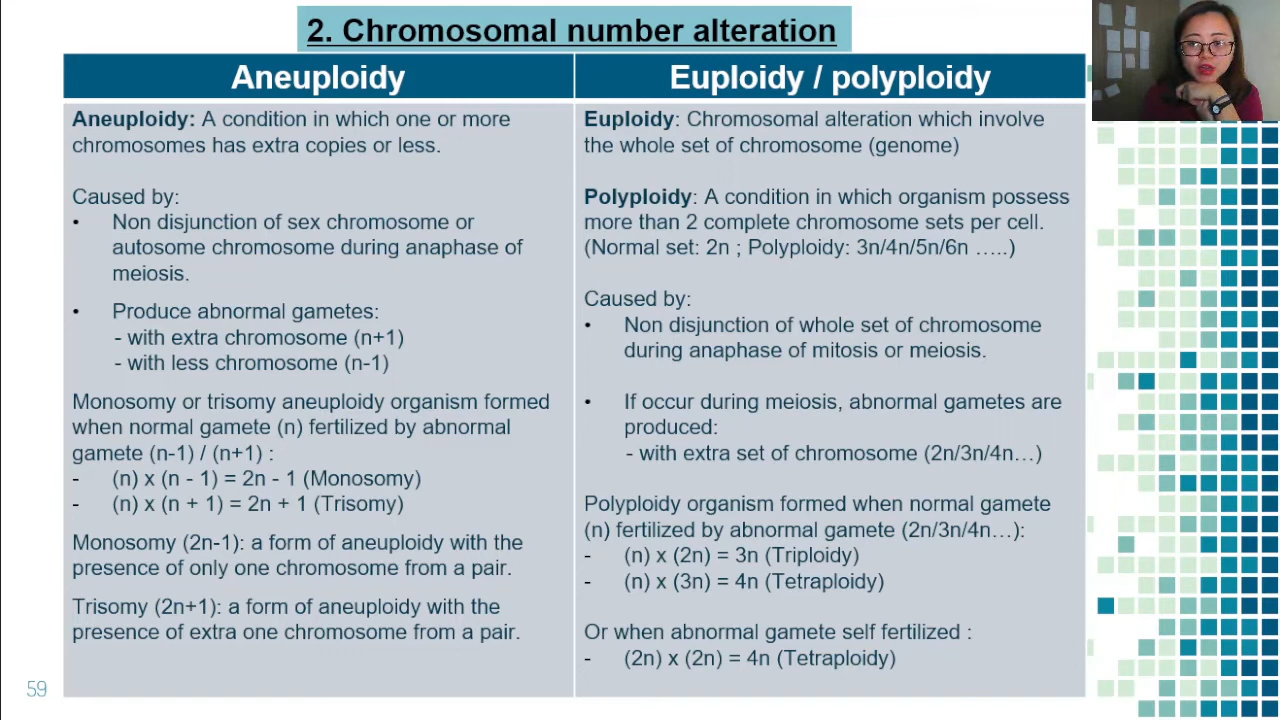 2. Chromosomal number alteration
Aneuploidy
Aneuploidy: A condition in which one or more
chromosomes has extra copies or less.
Caused by:
• Non disjunction of sex chromosome or
autosome chromosome during anaphase of
meiosis.
• Produce abnormal gametes:
- with extra chromosome (n+1)
- with less chromosome (n-1)
Monosomy or trisomy aneuploidy organism formed
when normal gamete (n) fertilized by abnormal
gamete (n-1) / (n+1) :
- (n) x (n - 1) = 2n - 1 (Monosomy)
- (n) x (n + 1) = 2n + 1 (Trisomy)
Monosomy (2n-1): a form of aneuploidy with the
presence of only one chromosome from a pair.
Trisomy (2n+1): a form of aneuploidy with the
presence of extra one chromosome from a pair.
Euploidy / polyploidy
Euploidy: Chromosomal alteration which involve
the whole set of chromosome (genome)
Polyploidy: A condition in which organism possess
more than 2 complete chromosome sets per cell.
(Normal set: 2n ; Polyploidy: 3n/4n/5n/6n …..)
Caused by:
• Non disjunction of whole set of chromosome
during anaphase of mitosis or meiosis.
• If occur during meiosis, abnormal gametes are
produced:
- with extra set of chromosome (2n/3n/4n…)
Polyploidy organism formed when normal gamete
(n) fertilized by abnormal gamete (2n/3n/4n…):
- (n) x (2n) = 3n (Triploidy)
- (n) x (3n) = 4n (Tetraploidy)
Or when abnormal gamete self fertilized :
- (2n) x (2n) = 4n (Tetraploidy)
59